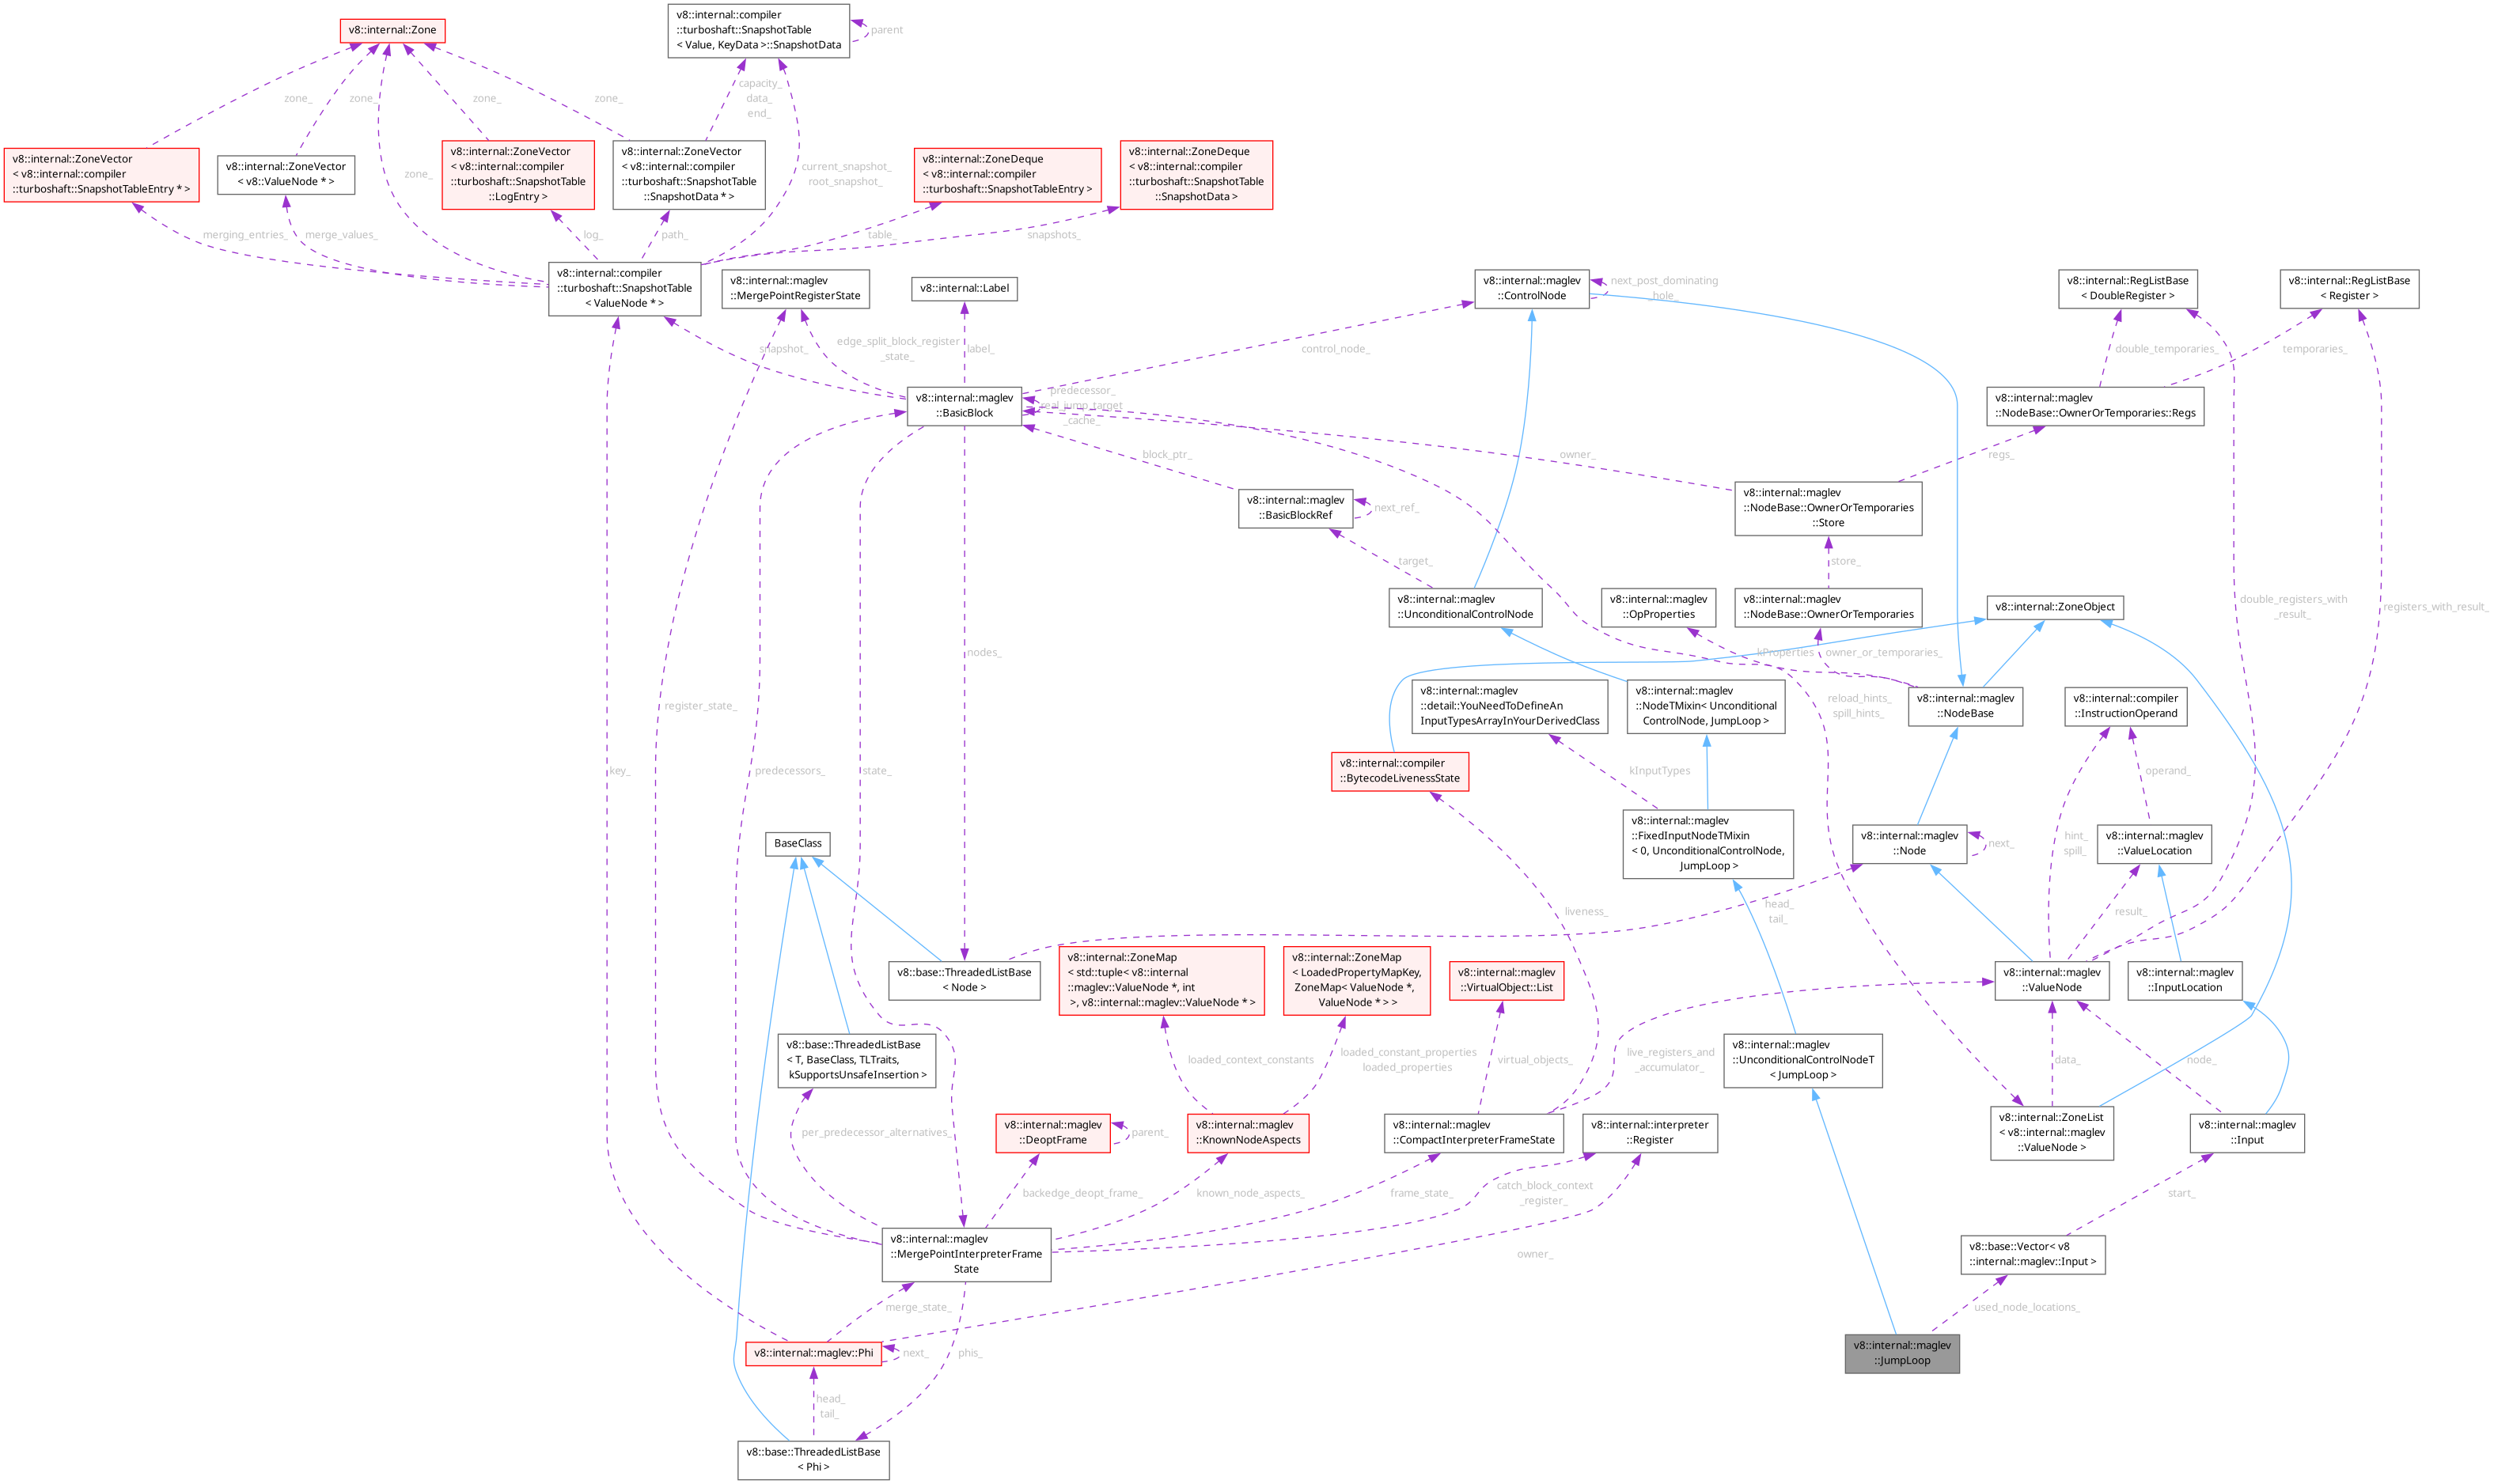 v8::internal::compiler
::turboshaft::SnapshotTable
< Value, KeyData >::SnapshotData
parent
v8::internal::Zone
zone_
zone_
zone_
zone_
zone_
capacity_
data_
end_
current_snapshot_
root_snapshot_
v8::internal::ZoneVector
< v8::internal::compiler
::turboshaft::SnapshotTableEntry * >
v8::internal::ZoneVector
< v8::ValueNode * >
v8::internal::ZoneVector
< v8::internal::compiler
::turboshaft::SnapshotTable
::LogEntry >
v8::internal::ZoneVector
< v8::internal::compiler
::turboshaft::SnapshotTable
::SnapshotData * >
v8::internal::ZoneDeque
< v8::internal::compiler
::turboshaft::SnapshotTableEntry >
v8::internal::ZoneDeque
< v8::internal::compiler
::turboshaft::SnapshotTable
::SnapshotData >
merging_entries_
merge_values_
log_
path_
table_
snapshots_
v8::internal::compiler
::turboshaft::SnapshotTable
< ValueNode * >
v8::internal::maglev
::MergePointRegisterState
v8::internal::Label
v8::internal::maglev
::ControlNode
next_post_dominating
_hole_
v8::internal::RegListBase
< DoubleRegister >
v8::internal::RegListBase
< Register >
snapshot_
edge_split_block_register
_state_
label_
control_node_
double_temporaries_
temporaries_
v8::internal::maglev
::BasicBlock
predecessor_
real_jump_target
_cache_
v8::internal::maglev
::NodeBase::OwnerOrTemporaries::Regs
block_ptr_
owner_
regs_
v8::internal::maglev
::BasicBlockRef
next_ref_
v8::internal::maglev
::NodeBase::OwnerOrTemporaries
::Store
target_
store_
v8::internal::maglev
::UnconditionalControlNode
v8::internal::maglev
::OpProperties
v8::internal::maglev
::NodeBase::OwnerOrTemporaries
v8::internal::ZoneObject
double_registers_with
_result_
registers_with_result_
nodes_
kProperties
owner_or_temporaries_
register_state_
v8::internal::maglev
::detail::YouNeedToDefineAn
InputTypesArrayInYourDerivedClass
v8::internal::maglev
::NodeTMixin< Unconditional
ControlNode, JumpLoop >
reload_hints_
spill_hints_
v8::internal::maglev
::NodeBase
v8::internal::compiler
::InstructionOperand
key_
predecessors_
state_
v8::internal::compiler
::BytecodeLivenessState
kInputTypes
operand_
BaseClass
v8::internal::maglev
::FixedInputNodeTMixin
< 0, UnconditionalControlNode,
JumpLoop >
v8::internal::maglev
::Node
next_
hint_
spill_
v8::internal::maglev
::ValueLocation
liveness_
head_
tail_
result_
v8::base::ThreadedListBase
< Node >
v8::internal::ZoneMap
< std::tuple< v8::internal
::maglev::ValueNode *, int
>, v8::internal::maglev::ValueNode * >
v8::internal::ZoneMap
< LoadedPropertyMapKey,
ZoneMap< ValueNode *,
ValueNode * > >
v8::internal::maglev
::VirtualObject::List
v8::internal::maglev
::ValueNode
v8::internal::maglev
::InputLocation
v8::base::ThreadedListBase
< T, BaseClass, TLTraits,
kSupportsUnsafeInsertion >
loaded_context_constants
loaded_constant_properties
loaded_properties
virtual_objects_
live_registers_and
_accumulator_
v8::internal::maglev
::UnconditionalControlNodeT
< JumpLoop >
data_
node_
per_predecessor_alternatives_
v8::internal::maglev
::DeoptFrame
parent_
v8::internal::maglev
::KnownNodeAspects
v8::internal::maglev
::CompactInterpreterFrameState
v8::internal::interpreter
::Register
v8::internal::ZoneList
< v8::internal::maglev
::ValueNode >
v8::internal::maglev
::Input
backedge_deopt_frame_
known_node_aspects_
frame_state_
catch_block_context
_register_
start_
v8::internal::maglev
::MergePointInterpreterFrame
State
owner_
v8::base::Vector< v8
::internal::maglev::Input >
merge_state_
used_node_locations_
v8::internal::maglev::Phi
next_
phis_
v8::internal::maglev
::JumpLoop
head_
tail_
v8::base::ThreadedListBase
< Phi >